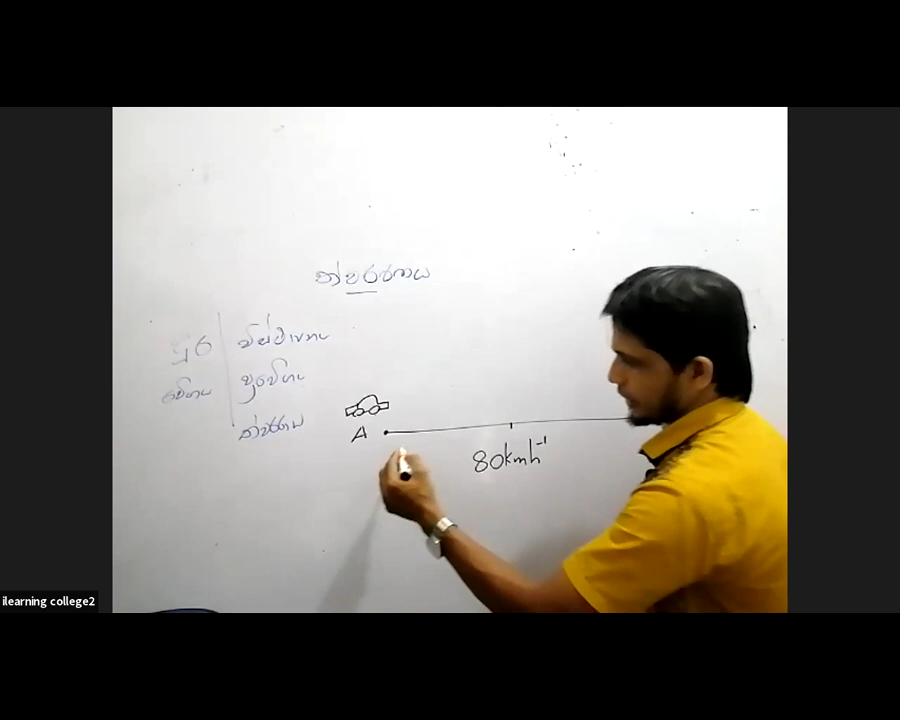 ත්වරණය
දුර විස්ථාපනය
වේගය ප්‍රවේගය
ත්වරණය
A
80kmh⁻¹
ilearning college2